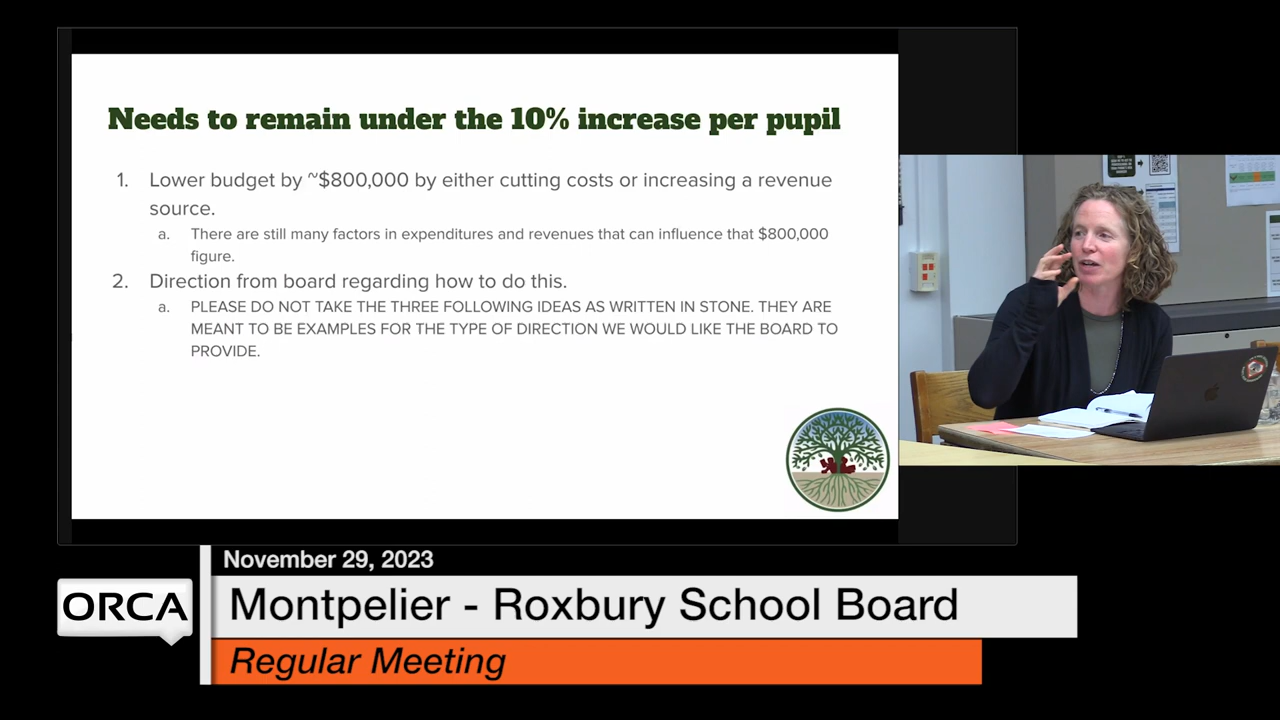 Needs to remain under the 10% increase per pupil
1. Lower budget by ~$800,000 by either cutting costs or increasing a revenue
source.
a. There are still many factors in expenditures and revenues that can influence that $800,000
figure.
2. Direction from board regarding how to do this.
a. PLEASE DO NOT TAKE THE THREE FOLLOWING IDEAS AS WRITTEN IN STONE. THEY ARE
MEANT TO BE EXAMPLES FOR THE TYPE OF DIRECTION WE WOULD LIKE THE BOARD TO
PROVIDE.
November 29, 2023
ORCA
Montpelier - Roxbury School Board
Regular Meeting